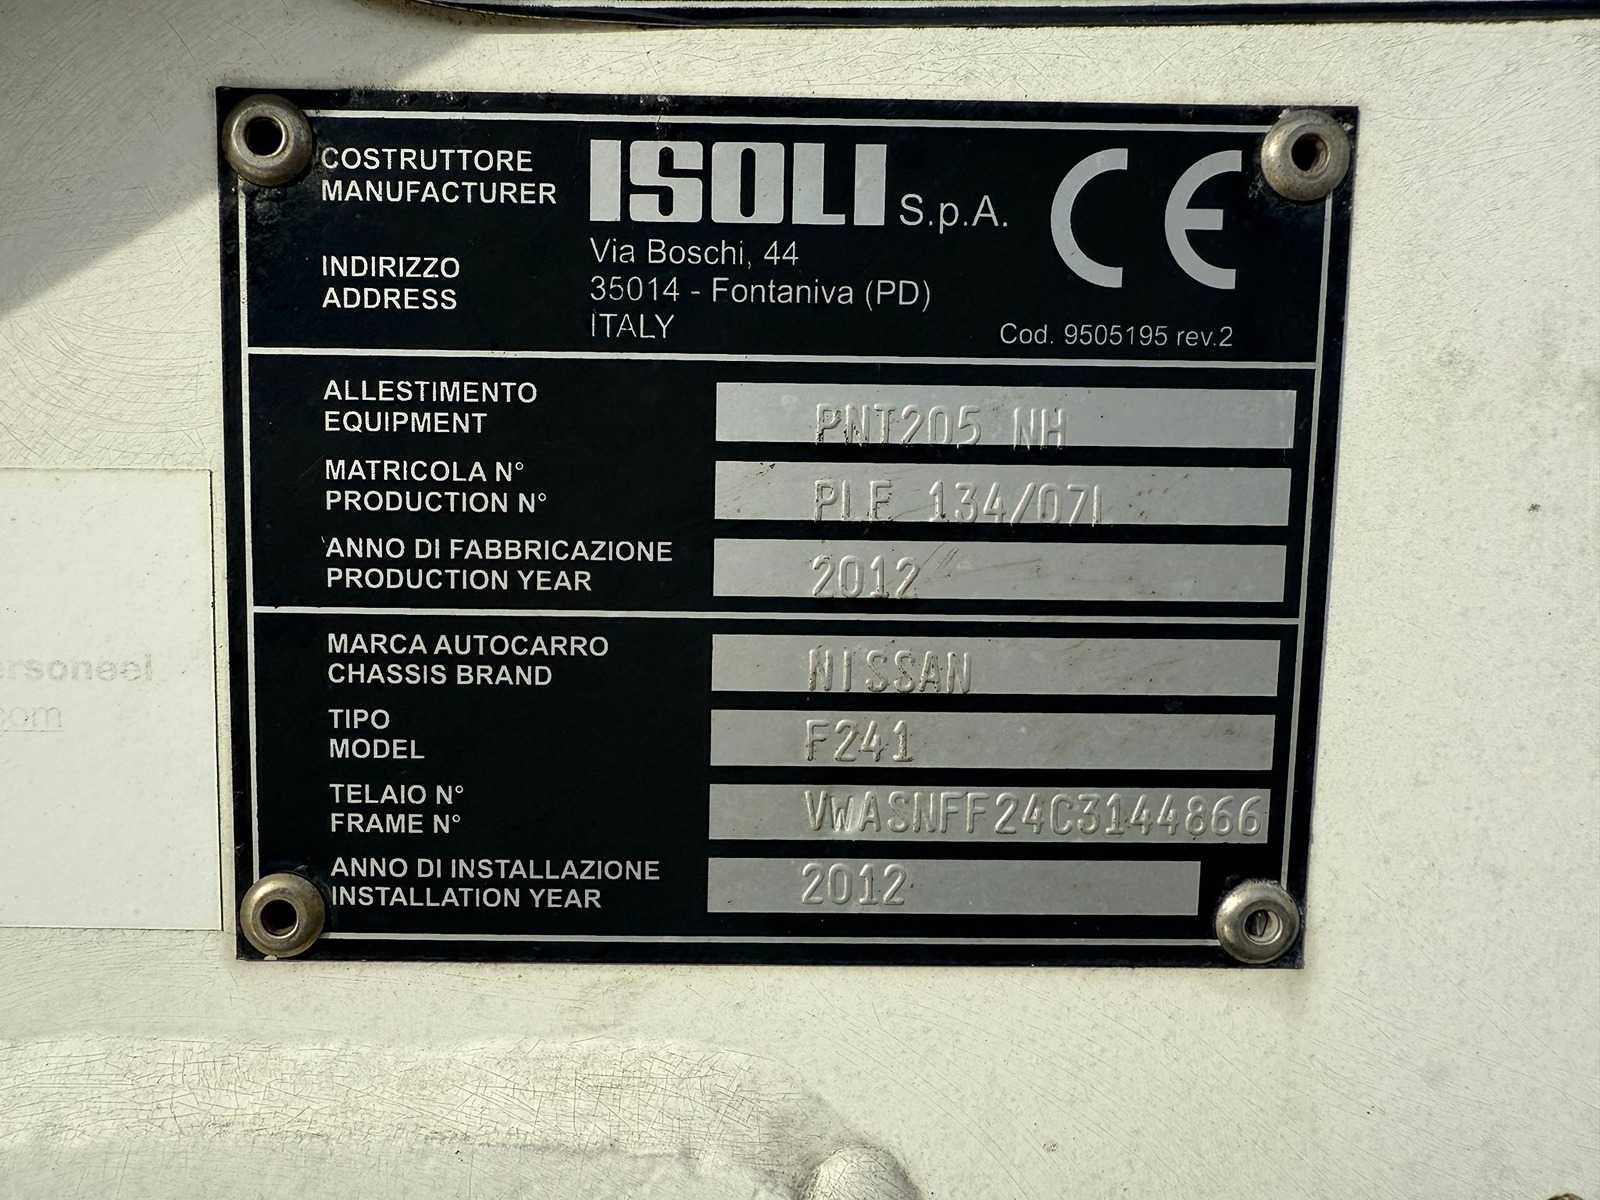 COSTRUTTORE
MANUFACTURER
ISOLI S.p.A.
CE
INDIRIZZO
ADDRESS
Via Boschi, 44
35014 - Fontaniva (PD)
ITALY
Cod. 9505195 rev.2
ALLESTIMENTO
EQUIPMENT
PNT205 NH
MATRICOLA N°
PRODUCTION N°
134/071
ANNO DI FABBRICAZIONE
PRODUCTION YEAR
2012
MARCA AUTOCARRO
CHASSIS BRAND
NISSAN
TIPO
MODEL
F241
TELAIO N°
FRAME N°
VWASNFF24C3144866
ANNO DI INSTALLAZIONE
INSTALLATION YEAR
2012
ersoneel
com